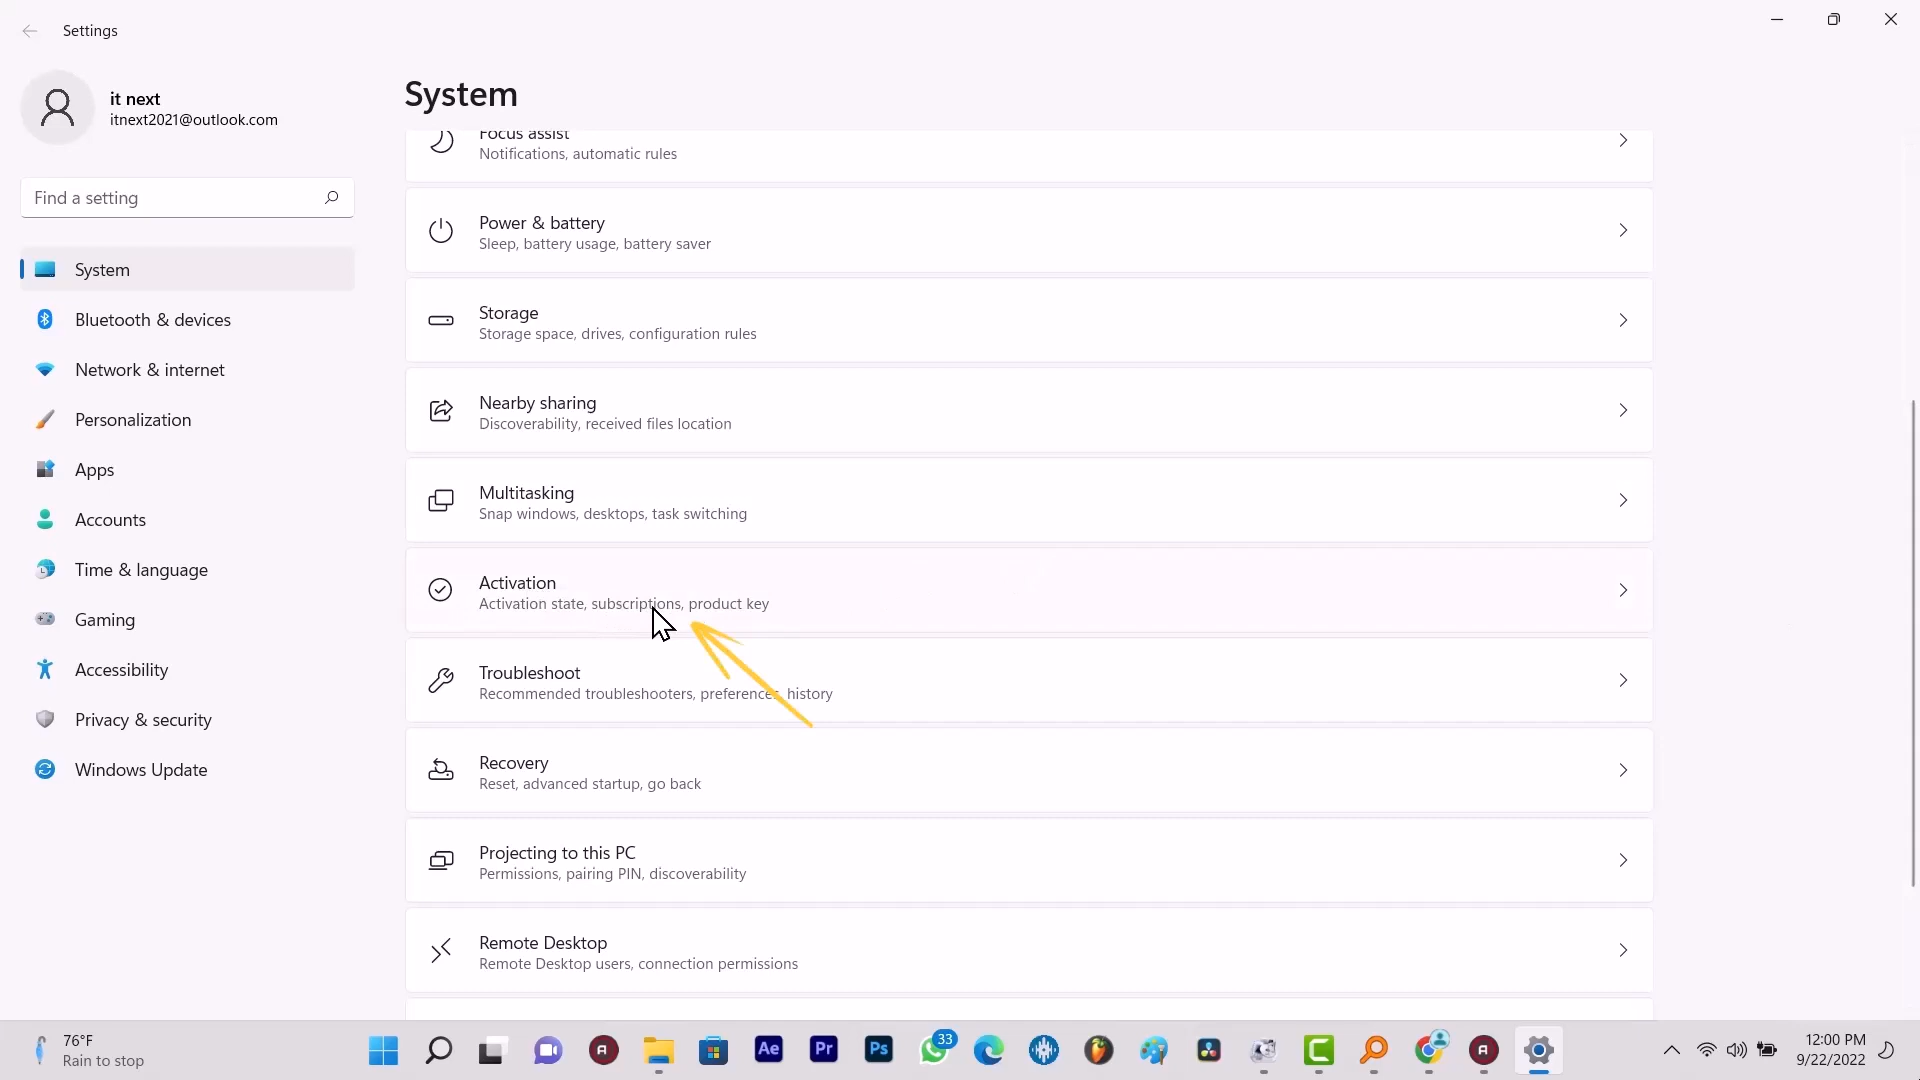 Settings
it next
itnext2021@outlook.com
Find a setting
System
Bluetooth & devices
Network & internet
Personalization
Apps
Accounts
Time & language
Gaming
Accessibility
Privacy & security
Windows Update
System
Focus assist
Notifications, automatic rules
Power & battery
Sleep, battery usage, battery saver
Storage
Storage space, drives, configuration rules
Nearby sharing
Discoverability, received files location
Multitasking
Snap windows, desktops, task switching
Activation
Activation state, subscriptions, product key
Troubleshoot
Recommended troubleshooters, preferences, history
Recovery
Reset, advanced startup, go back
Projecting to this PC
Permissions, pairing PIN, discoverability
Remote Desktop
Remote Desktop users, connection permissions
76°F
Rain to stop
A
Ae
Pr
Ps
33
C
A
12:00 PM
9/22/2022